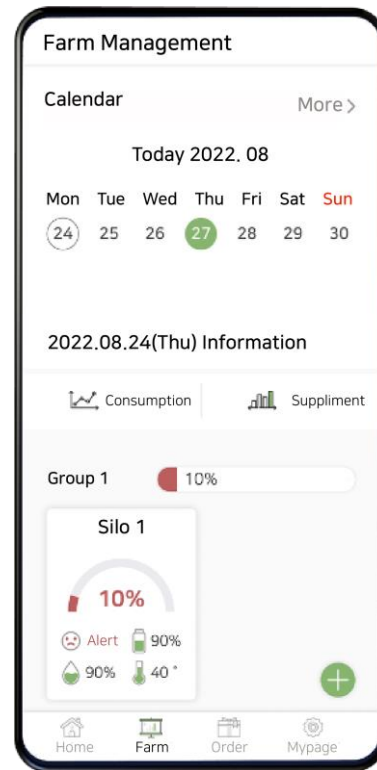 Farm Management
Calendar More >
Today 2022. 08
Mon Tue Wed Thu Fri Sat Sun
24 25 26 27 28 29 30
2022.08.24(Thu) Information
Consumption Suppliment
Group 1 10%
Silo 1
10%
Alert 90%
90% 40 °
Home Farm Order Mypage